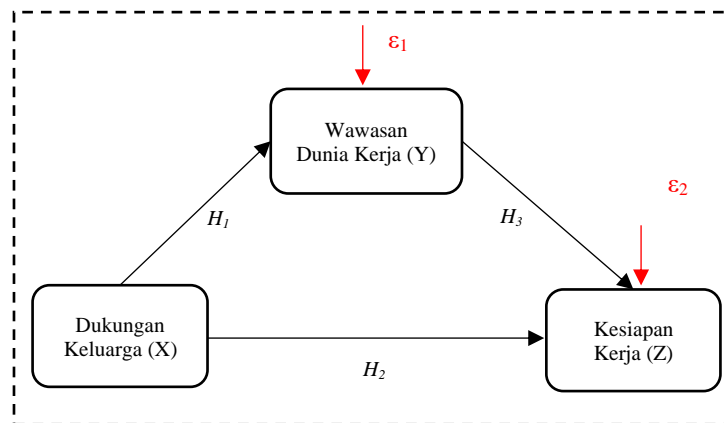 ε1
Wawasan
Dunia Kerja (Y)
ε2
H1
H3
Dukungan
Keluarga (X)
Kesiapan
Kerja (Z)
H2